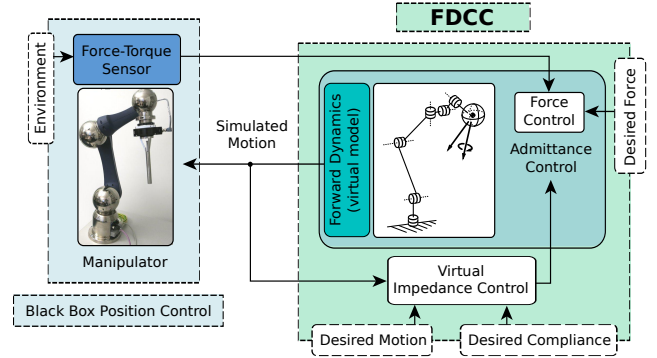 FDCC
Environment
Force-Torque
Sensor
Manipulator
Black Box Position Control
Simulated
Motion
Forward Dynamics
(virtual model)
Force
Control
Admittance
Control
Desired Force
Virtual
Impedance Control
Desired Motion
Desired Compliance